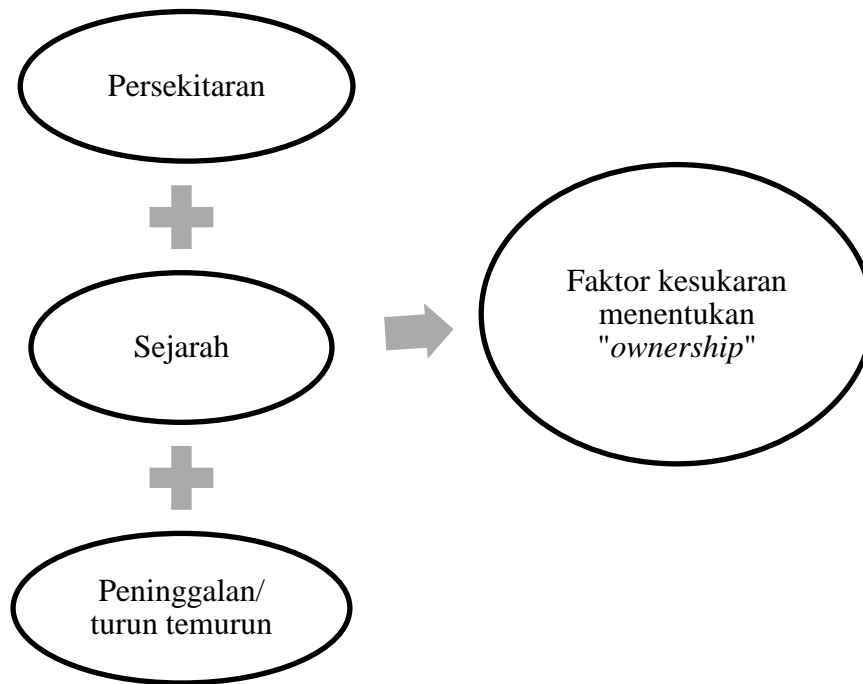 Persekitaran
Sejarah
Peninggalan/
turun temurun
Faktor kesukaran
menentukan
"ownership"